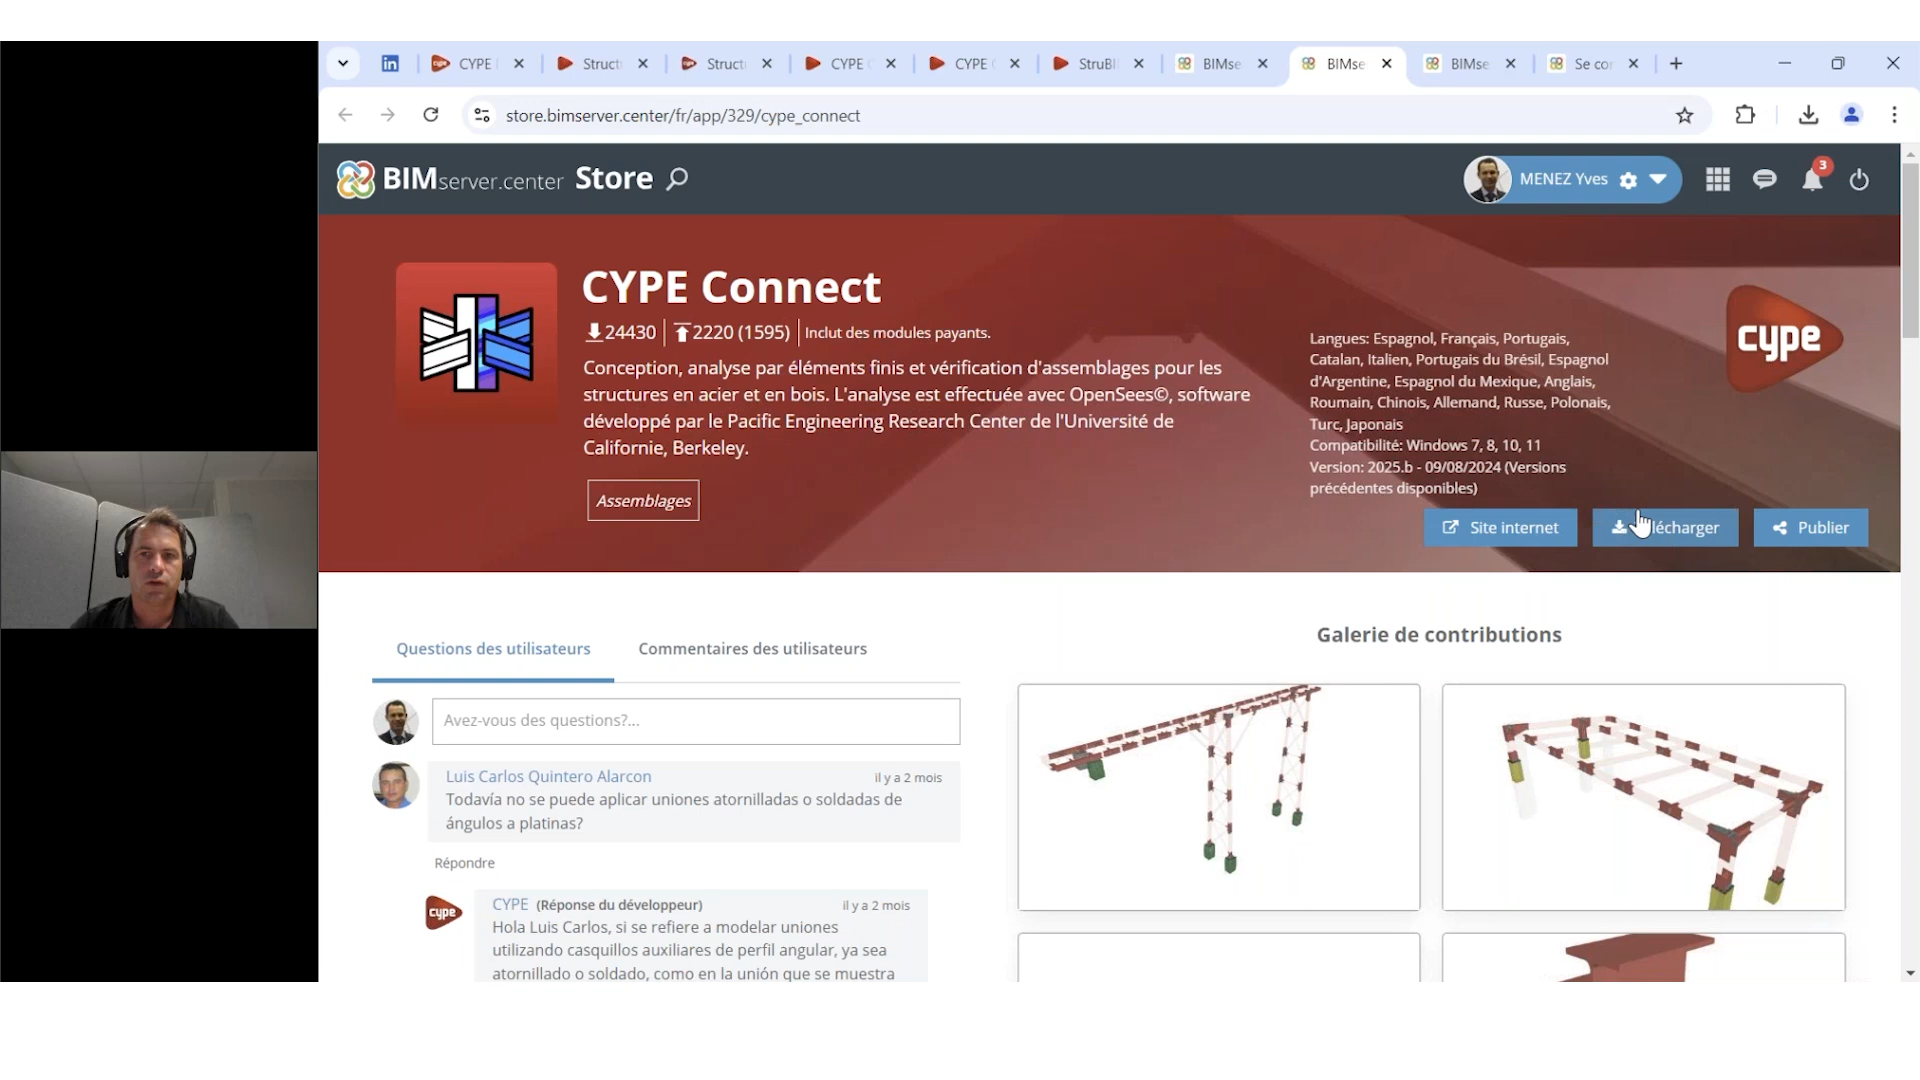 CYPE
Struct
Struct
CYPE
CYPE
StruB
BIMse
BIMse
BIMse
Se co
store.bimserver.center/fr/app/329/cype_connect
BIMserver.center Store
MENEZ Yves
3
CYPE Connect
24430 2220 (1595) Inclut des modules payants.
Conception, analyse par éléments finis et vérification d'assemblages pour les
structures en acier et en bois. L'analyse est effectuée avec OpenSees©, software
développé par le Pacific Engineering Research Center de l'Université de
Californie, Berkeley.
Assemblages
Langues: Espagnol, Français, Portugais,
Catalan, Italien, Portugais du Brésil, Espagnol
d'Argentine, Espagnol du Mexique, Anglais,
Roumain, Chinois, Allemand, Russe, Polonais,
Turc, Japonais
Compatibilité: Windows 7, 8, 10, 11
Version: 2025.b - 09/08/2024 (Versions
précédentes disponibles)
cype
Site internet
lécharger
Publier
Questions des utilisateurs
Commentaires des utilisateurs
Avez-vous des questions?...
Luis Carlos Quintero Alarcon il y a 2 mois
Todavía no se puede aplicar uniones atornilladas o soldadas de
ángulos a platinas?
Répondre
cype
CYPE (Réponse du développeur) il y a 2 mois
Hola Luis Carlos, si se refiere a modelar uniones
utilizando casquillos auxiliares de perfil angular, ya sea
atornillado o soldado, como en la unión que se muestra
Galerie de contributions